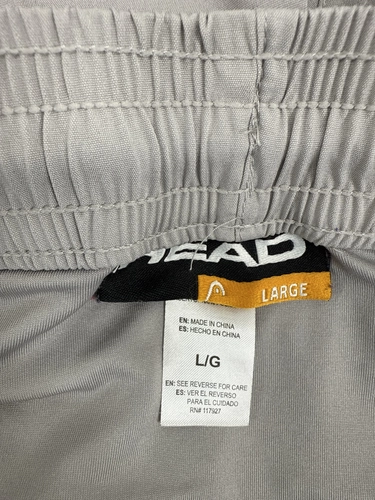 HEAD
LARGE
EN: MADE IN CHINA
ES: HECHO EN CHINA
L/G
EN: SEE REVERSE FOR CARE
ES: VER EL REVERSO
PARA EL CUIDADO
RN# 117927